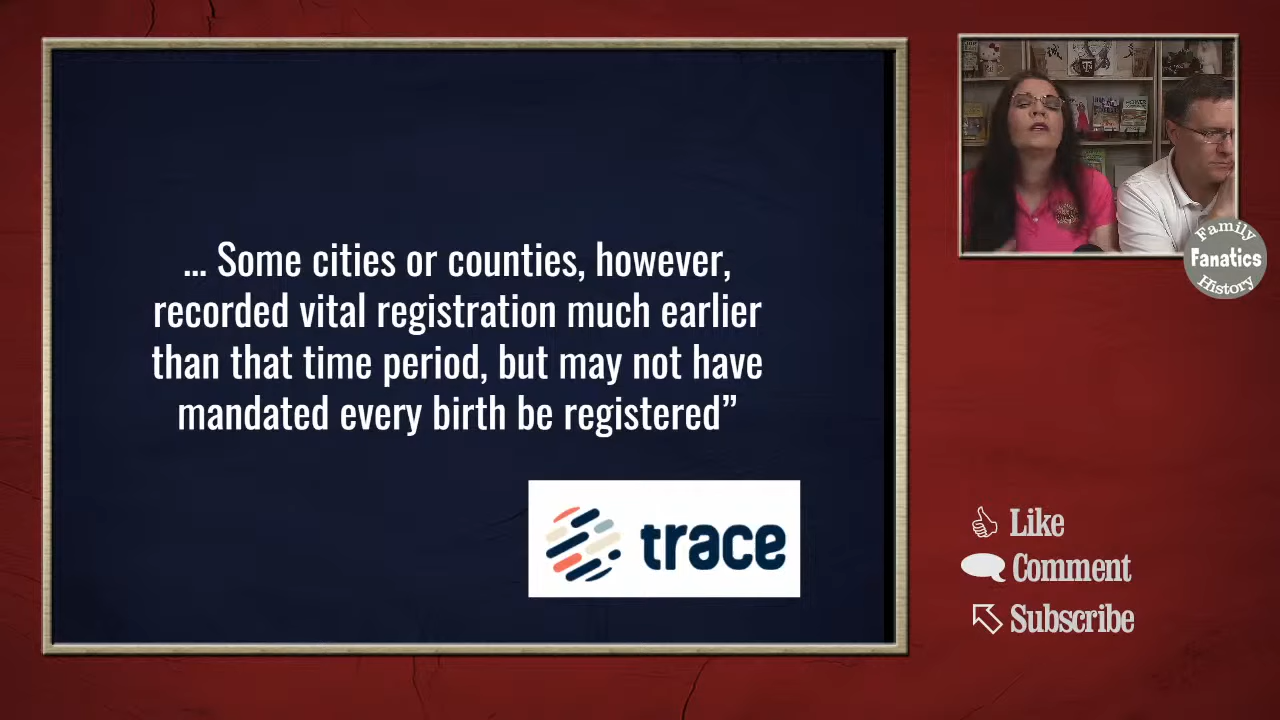 ... Some cities or counties, however,
recorded vital registration much earlier
than that time period, but may not have
mandated every birth be registered”
trace
Family
Fanatics
History
Like
Comment
Subscribe